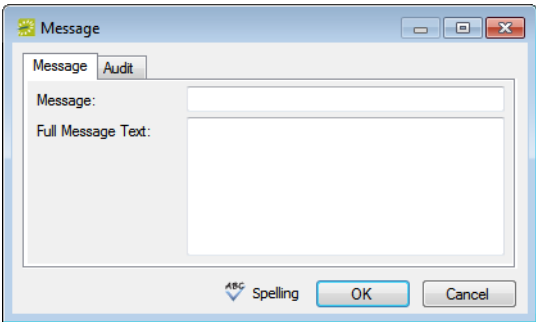 Message
Message Audit
Message:
Full Message Text:
ABC Spelling OK Cancel